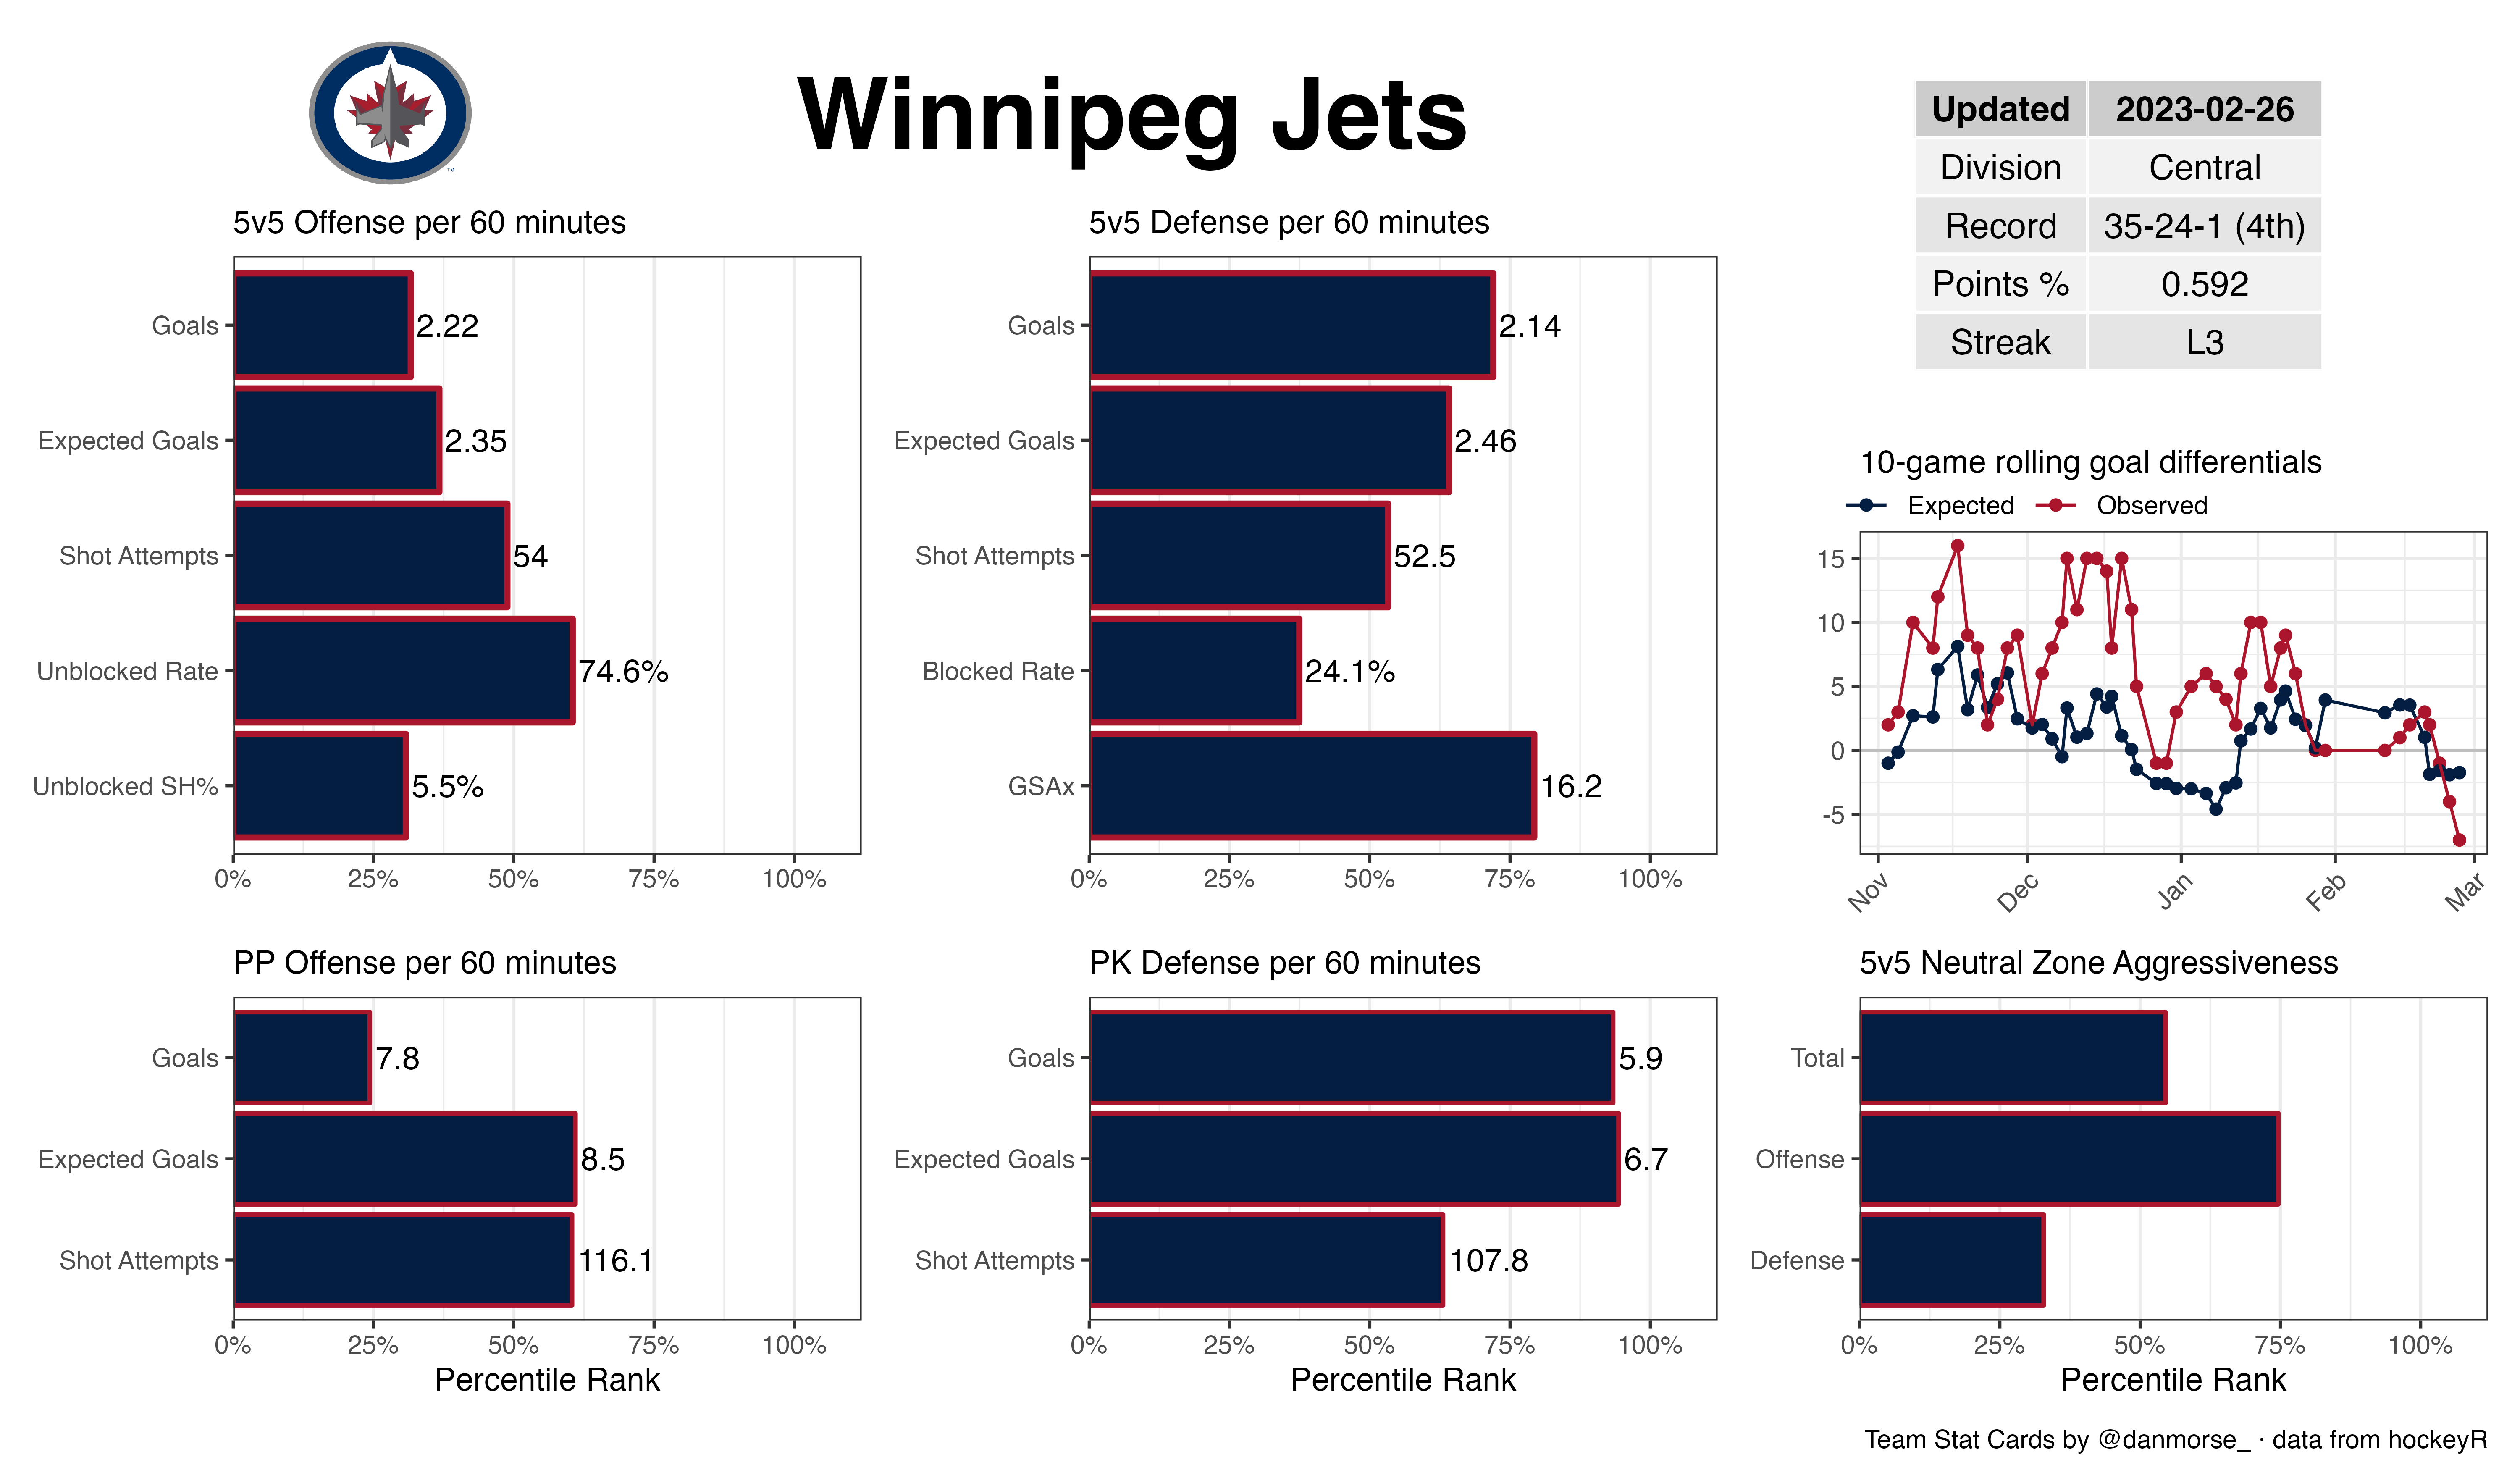 Winnipeg Jets
TM
Updated 2023-02-26
Division Central
Record 35-24-1 (4th)
Points % 0.592
Streak L3
5v5 Offense per 60 minutes
Goals 2.22
Expected Goals 2.35
Shot Attempts 54
Unblocked Rate 74.6%
Unblocked SH% 5.5%
0% 25% 50% 75% 100%
5v5 Defense per 60 minutes
Goals 2.14
Expected Goals 2.46
Shot Attempts 52.5
Blocked Rate 24.1%
GSAx 16.2
0% 25% 50% 75% 100%
10-game rolling goal differentials
Expected Observed
15
10
5
0
-5
Nov Dec Jan Feb Mar
PP Offense per 60 minutes
Goals 7.8
Expected Goals 8.5
Shot Attempts 116.1
0% 25% 50% 75% 100%
Percentile Rank
PK Defense per 60 minutes
Goals 5.9
Expected Goals 6.7
Shot Attempts 107.8
0% 25% 50% 75% 100%
Percentile Rank
5v5 Neutral Zone Aggressiveness
Total
Offense
Defense
0% 25% 50% 75% 100%
Percentile Rank
Team Stat Cards by @danmorse_ · data from hockeyR